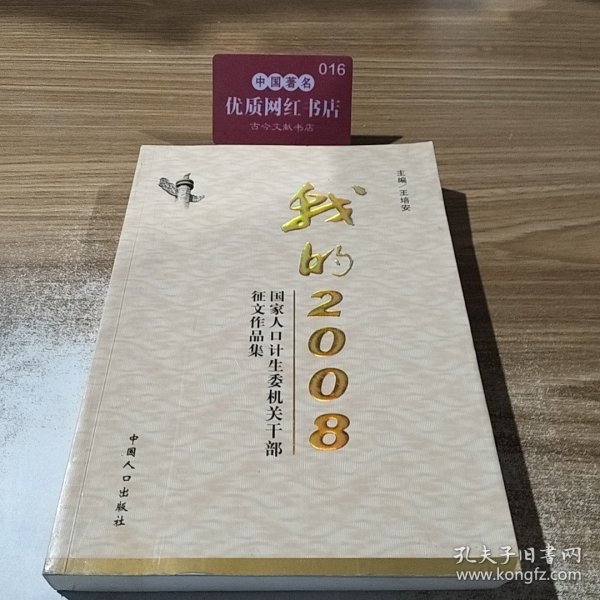 016
中国著名
优质网红书店
古今文献书店
主编／王培安
我的2008
国家人口计生委机关干部
征文作品集
中国人口出版社
孔夫子旧书网
www.kongfz.com